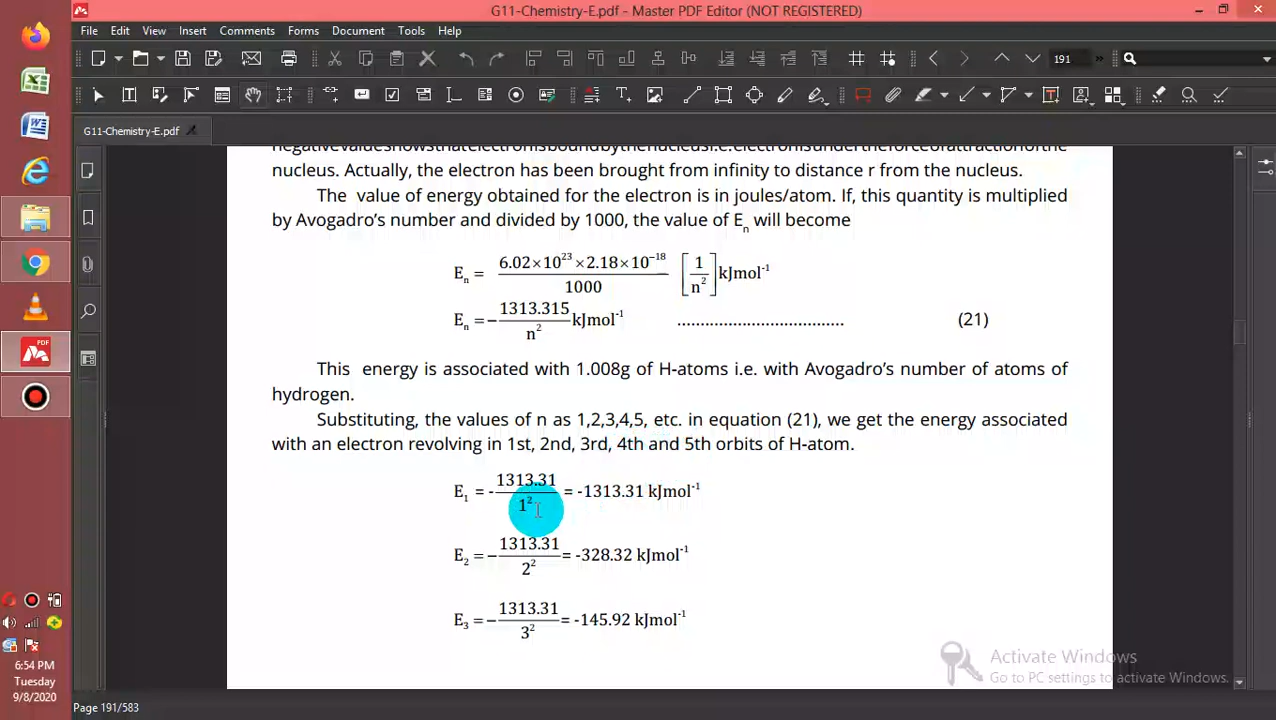 G11-Chemistry-E.pdf - Master PDF Editor (NOT REGISTERED)
File Edit View Insert Comments Forms Document Tools Help
191
G11-Chemistry-E.pdf
negativevalueshowsthatelectronisboundbythenucleusi.e.electronisundertheforceofattractionofthe
nucleus. Actually, the electron has been brought from infinity to distance r from the nucleus.
The value of energy obtained for the electron is in joules/atom. If, this quantity is multiplied
by Avogadro's number and divided by 1000, the value of Eₙ will become
Eₙ = 6.02×10²³ ×2.18×10⁻¹⁸ / 1000 [1/n²] kJmol⁻¹
Eₙ = − 1313.315 / n² kJmol⁻¹ .................................... (21)
This energy is associated with 1.008g of H-atoms i.e. with Avogadro's number of atoms of
hydrogen.
Substituting, the values of n as 1,2,3,4,5, etc. in equation (21), we get the energy associated
with an electron revolving in 1st, 2nd, 3rd, 4th and 5th orbits of H-atom.
E₁ = - 1313.31 / 1² = -1313.31 kJmol⁻¹
E₂ = − 1313.31 / 2² = -328.32 kJmol⁻¹
E₃ = − 1313.31 / 3² = -145.92 kJmol⁻¹
Activate Windows
Go to PC settings to activate Windows.
6:54 PM
Tuesday
9/8/2020
Page 191/583